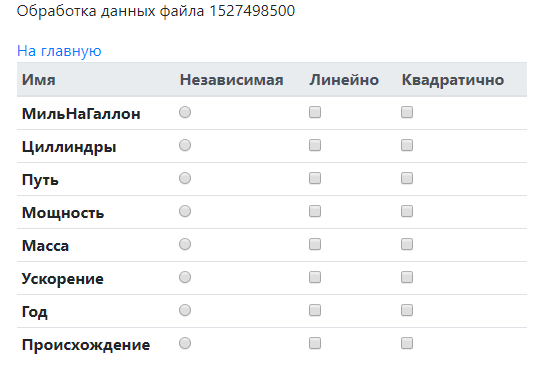 Обработка данных файла 1527498500
На главную
Имя Независимая Линейно Квадратично
МильНаГаллон
Циллиндры
Путь
Мощность
Масса
Ускорение
Год
Происхождение